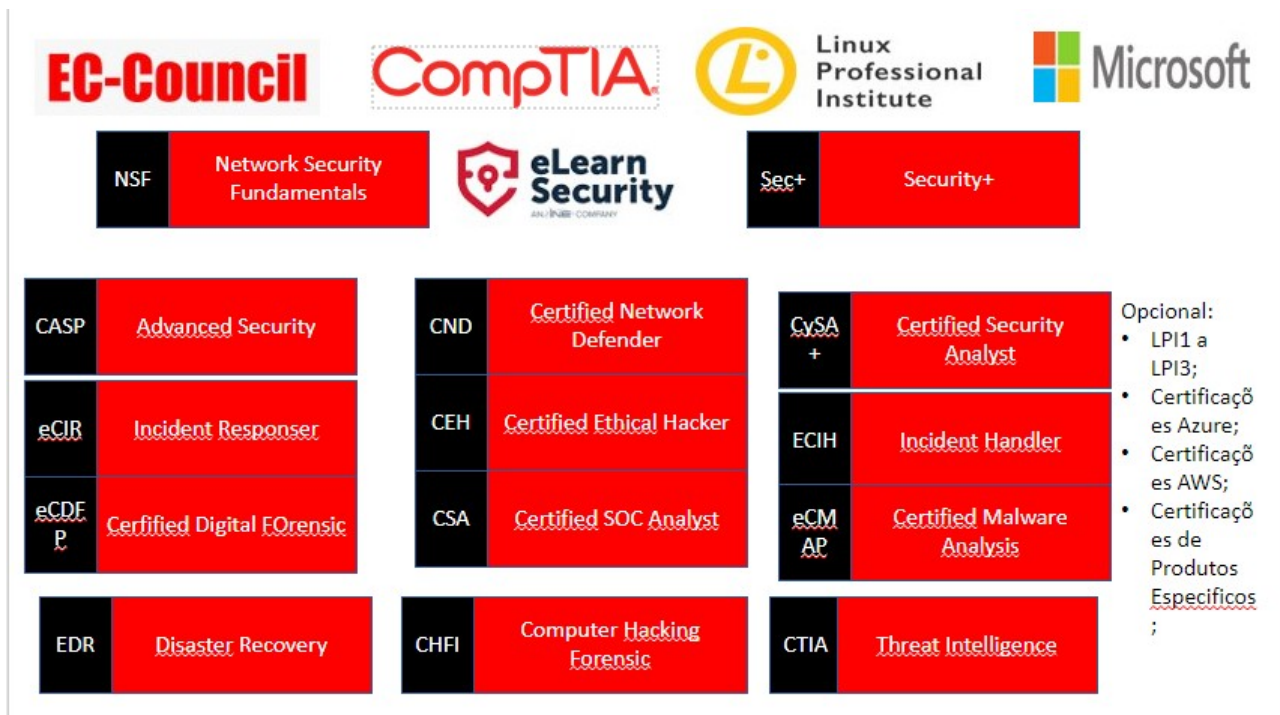 EC-Council
CompTIA
Linux
Professional
Institute
Microsoft
NSF
Network Security
Fundamentals
eLearn
Security
AN INE COMPANY
Sec+
Security+
CASP
Advanced Security
eCIR
Incident Responser
eCDF
P
Cerfified Digital FOrensic
CND
Certified Network
Defender
CEH
Certified Ethical Hacker
CSA
Certified SOC Analyst
CySA
+
Certified Security
Analyst
ECIH
Incident Handler
eCM
AP
Certified Malware
Analysis
Opcional:
• LPI1 a
LPI3;
• Certificaçõ
es Azure;
• Certificaçõ
es AWS;
• Certificaçõ
es de
Produtos
Especificos
;
EDR
Disaster Recovery
CHFI
Computer Hacking
Forensic
CTIA
Threat Intelligence